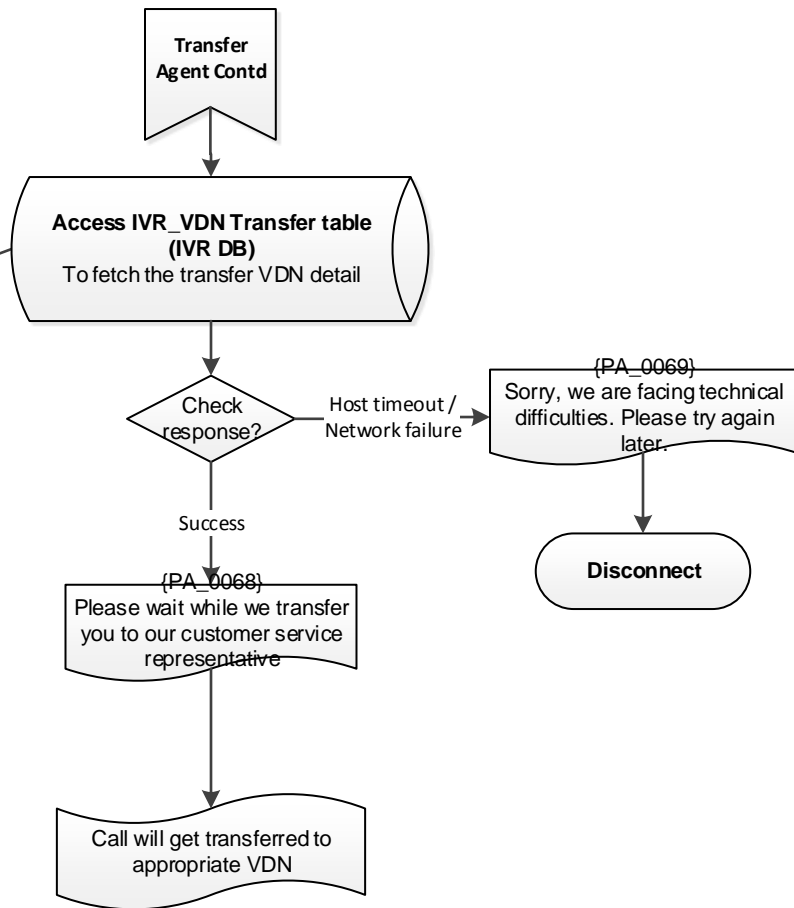 Transfer
Agent Contd
Access IVR_VDN Transfer table
(IVR DB)
To fetch the transfer VDN detail
Check
response?
Host timeout /
Network failure
{PA_0069}
Sorry, we are facing technical
difficulties. Please try again
later.
Disconnect
Success
{PA_0068}
Please wait while we transfer
you to our customer service
representative
Call will get transferred to
appropriate VDN